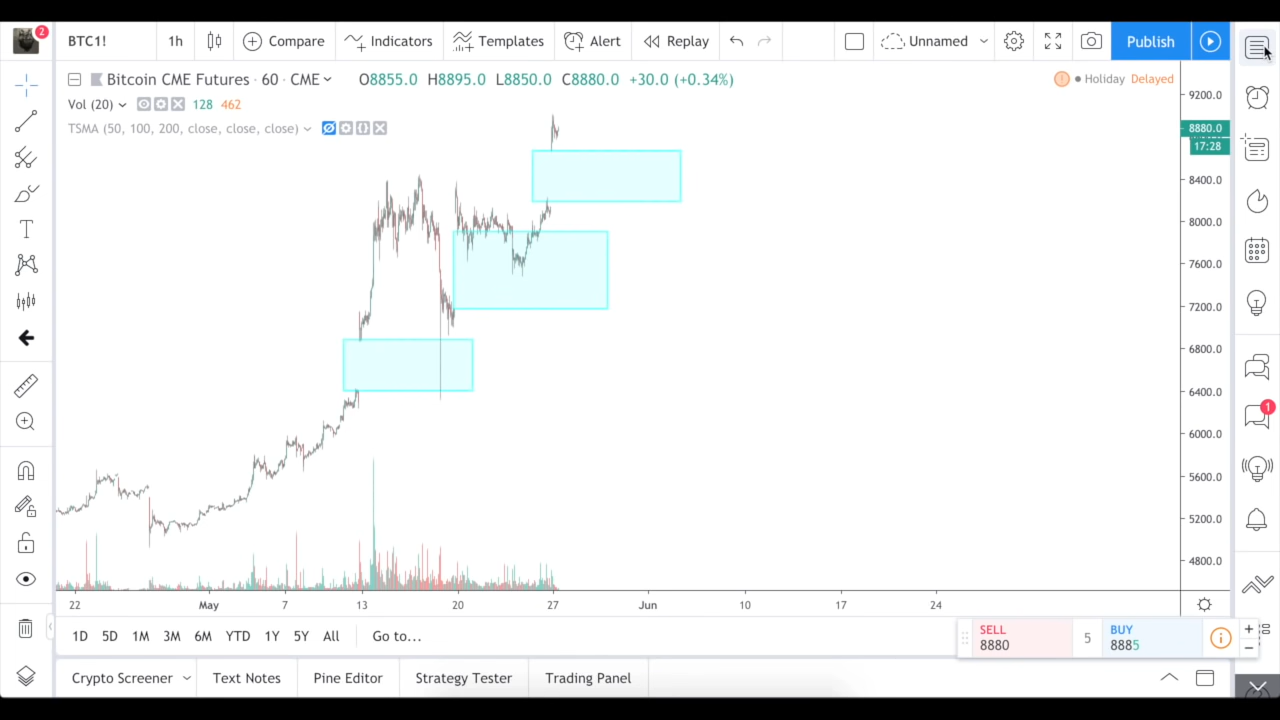 2
BTC1!
1h
Compare
Indicators
Templates
Alert
Replay
Unnamed
Publish
Bitcoin CME Futures · 60 · CME O8855.0 H8895.0 L8850.0 C8880.0 +30.0 (+0.34%)
Holiday Delayed
Vol (20) 128 462
TSMA (50, 100, 200, close, close, close)
9200.0
8880.0
17:28
8400.0
8000.0
7600.0
7200.0
6800.0
6400.0
6000.0
5600.0
5200.0
4800.0
T
1
22 May 7 13 20 27 Jun 10 17 24
1D 5D 1M 3M 6M YTD 1Y 5Y All Go to...
SELL
8880
5
BUY
8885
Crypto Screener Text Notes Pine Editor Strategy Tester Trading Panel